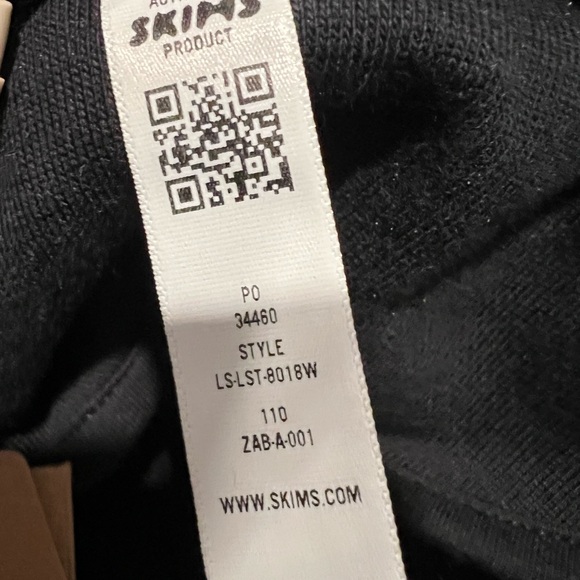 SKIMS
PRODUCT
PO
34460
STYLE
LS-LST-8018W
110
ZAB-A-001
WWW.SKIMS.COM